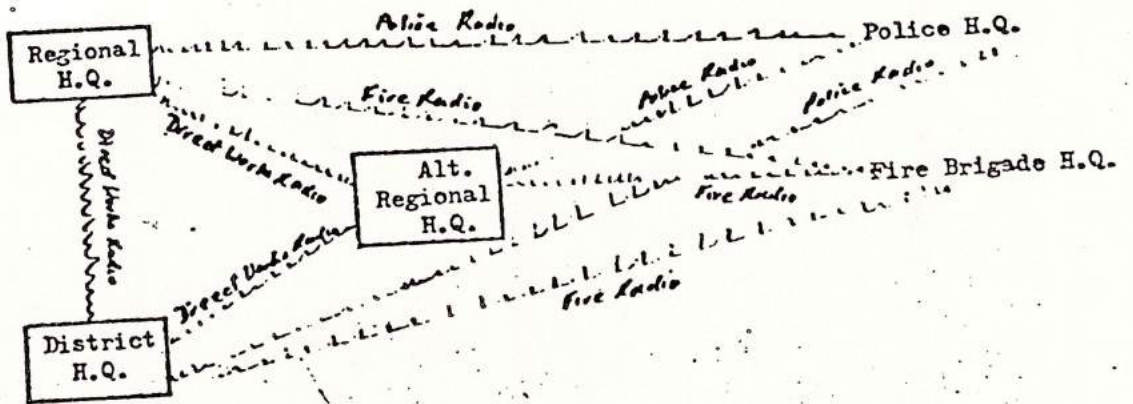 Police Radio
Regional
H.Q.
Police H.Q.
Fire Radio
Police Radio
Police Radio
Direct Works Radio
Direct Works Radio
Alt.
Regional
H.Q.
Fire Brigade H.Q.
Fire Radio
Direct Works Radio
Fire Radio
District
H.Q.